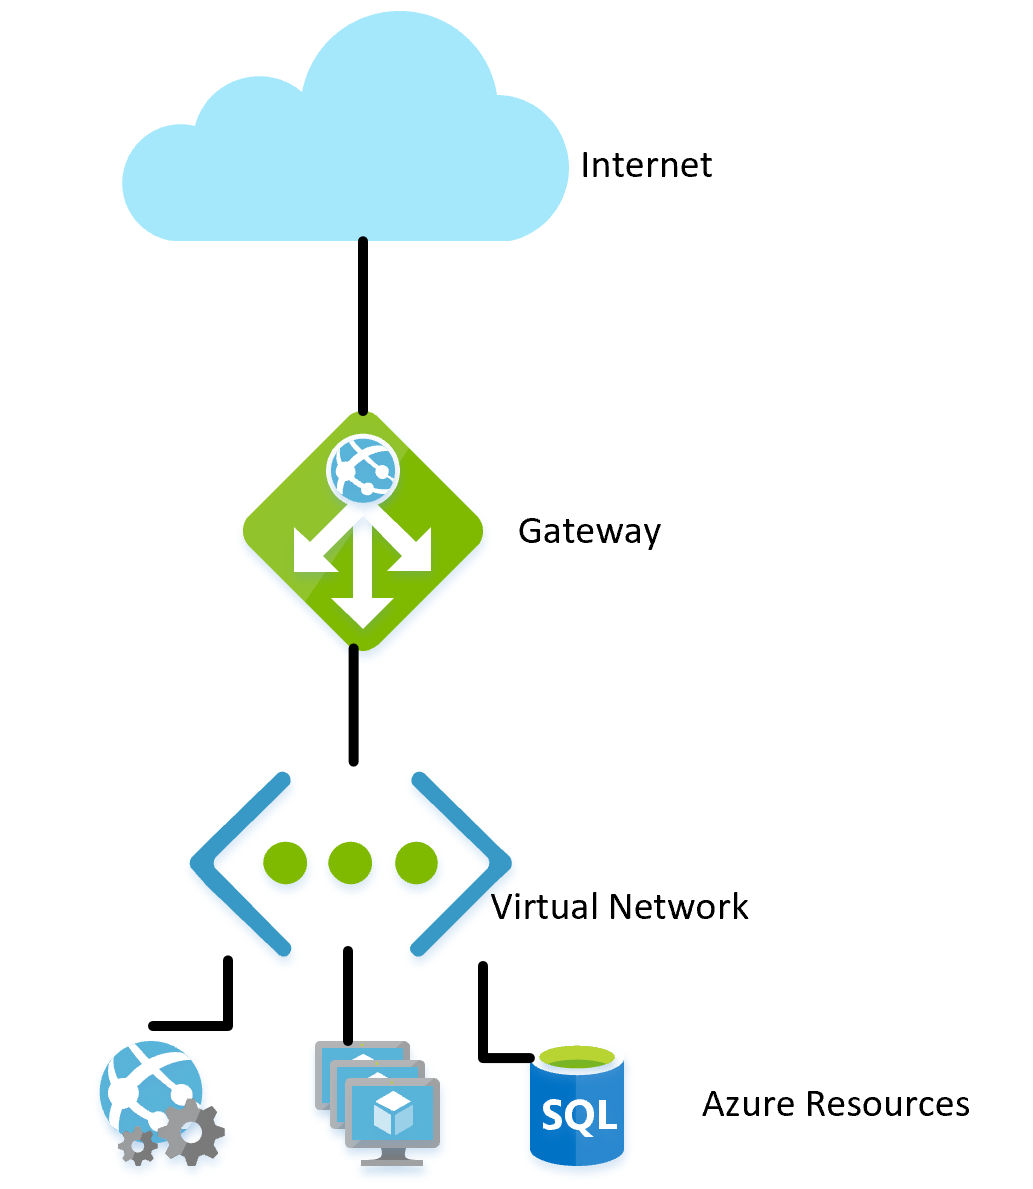 Internet
Gateway
Virtual Network
SQL
Azure Resources